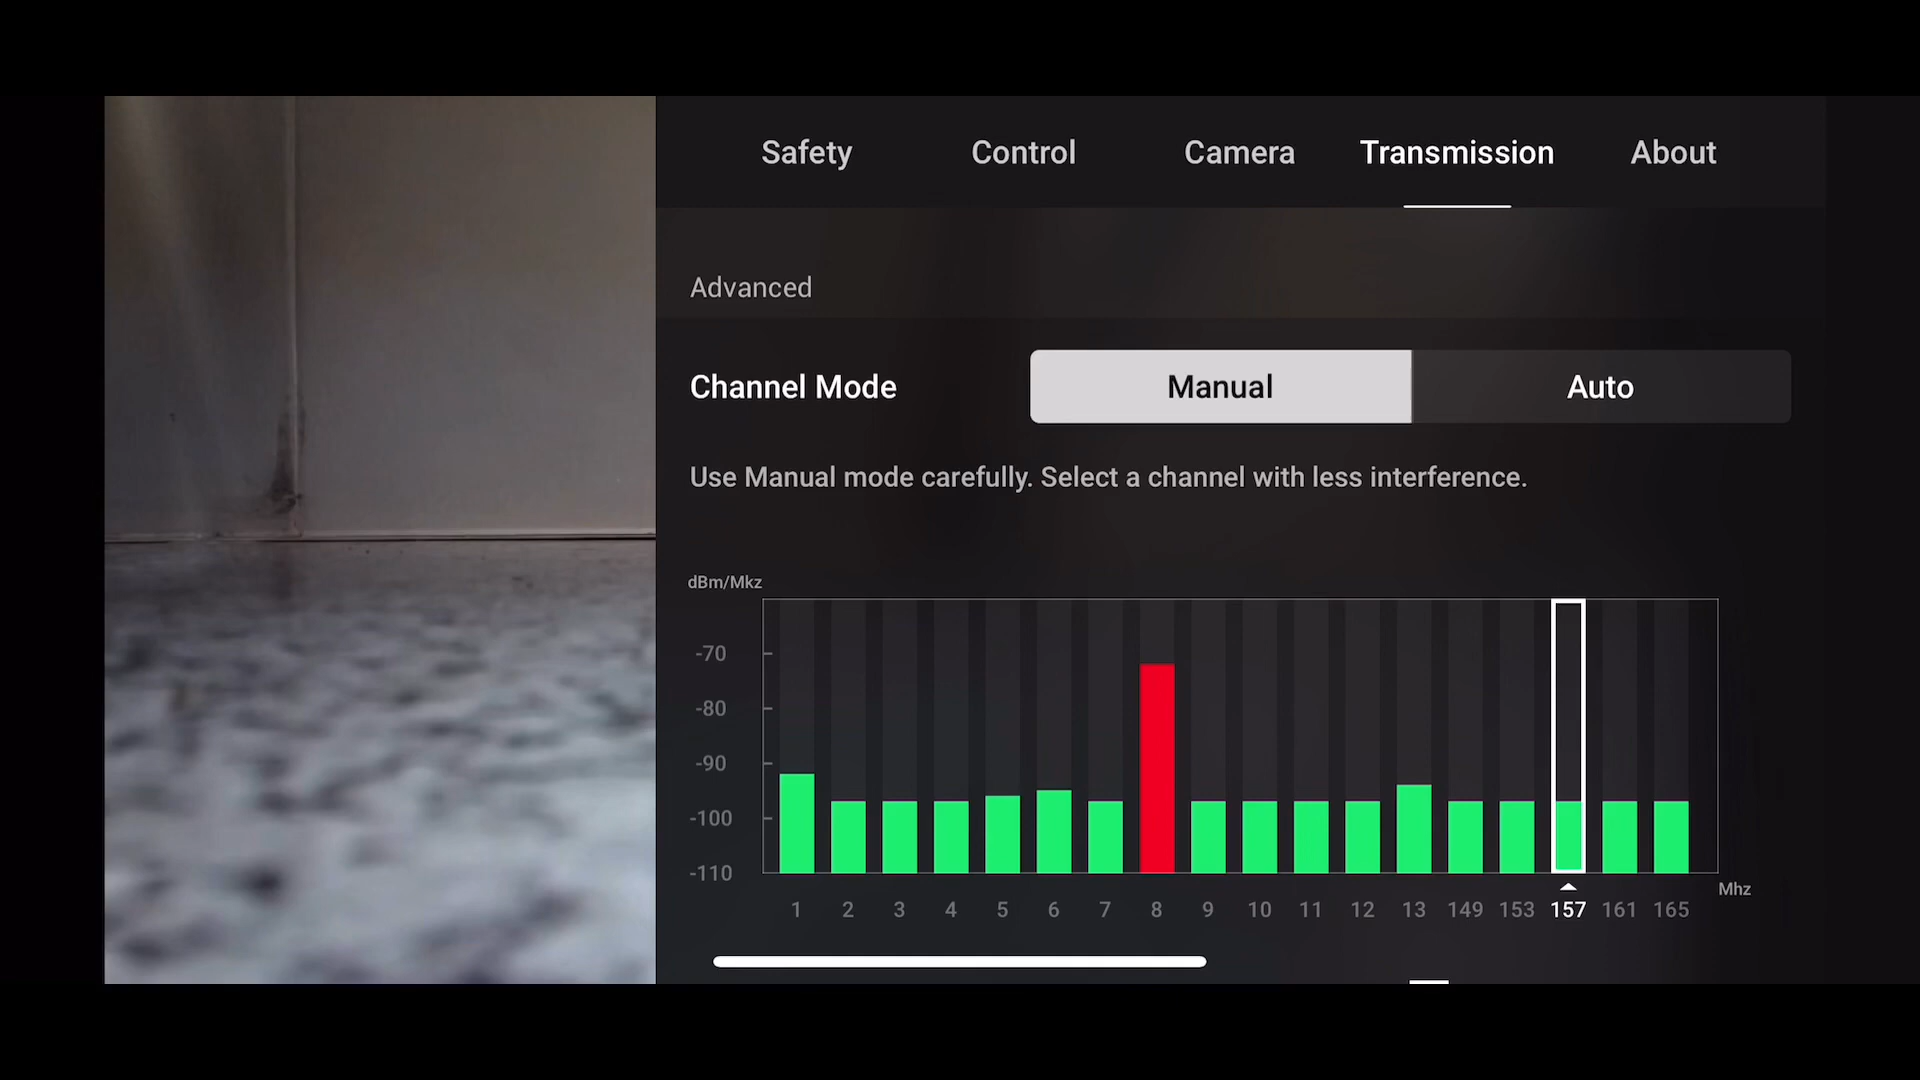 Safety Control Camera Transmission About
Advanced
Channel Mode Manual Auto
Use Manual mode carefully. Select a channel with less interference.
dBm/Mkz
-70
-80
-90
-100
-110
Mhz
1 2 3 4 5 6 7 8 9 10 11 12 13 149 153 157 161 165